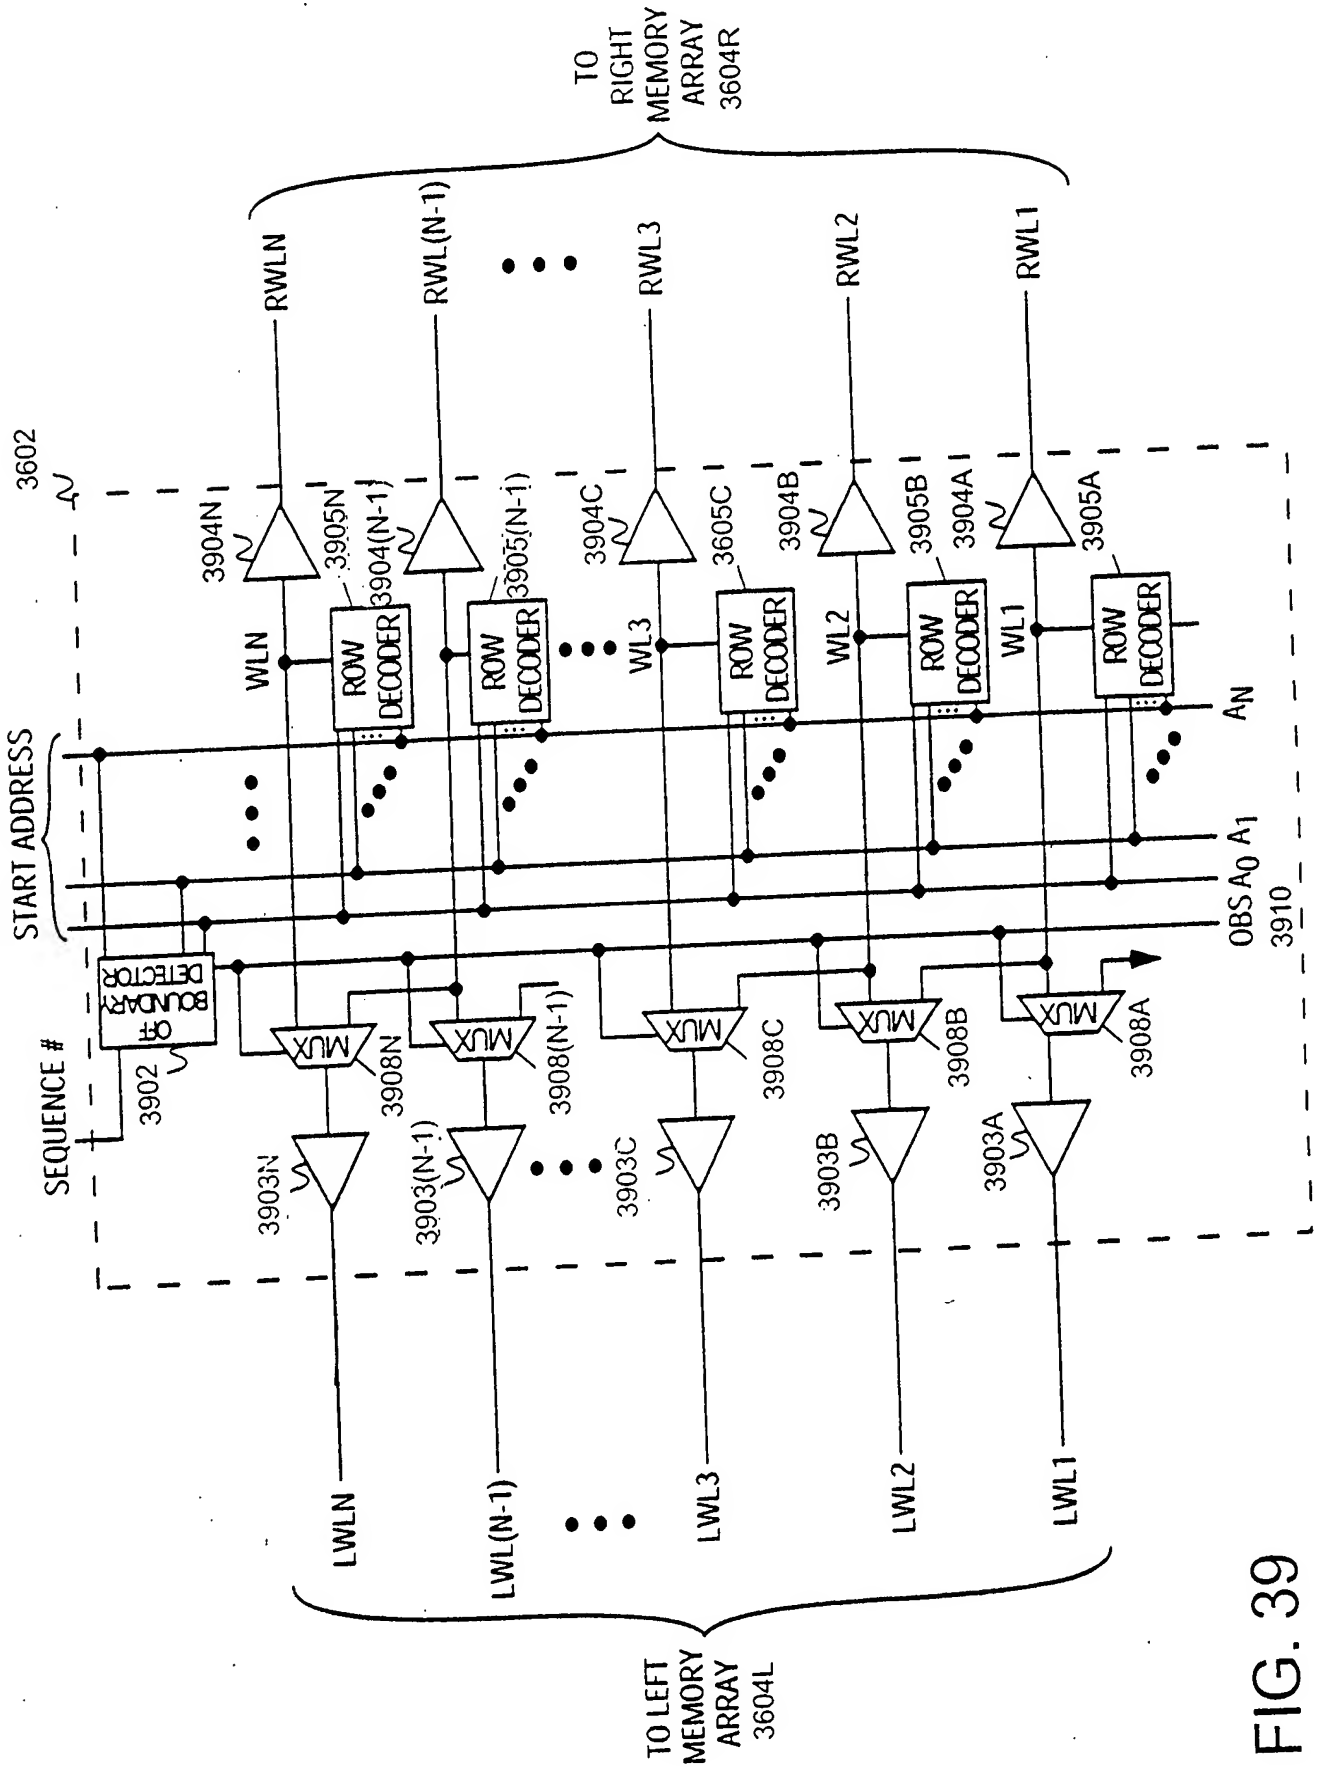 3602
SEQUENCE #
START ADDRESS
3902
OFF
BOUNDARY
DETECTOR
LWLN
3903N
MUX
3908N
WLN
ROW
DECODER
3905N
3904N
RWLN
LWL(N-1)
3903(N-1)
MUX
3908(N-1)
ROW
DECODER
3905(N-1)
3904(N-1)
RWL(N-1)
LWL3
3903C
MUX
3908C
WL3
ROW
DECODER
3605C
3904C
RWL3
LWL2
3903B
MUX
3908B
WL2
ROW
DECODER
3905B
3904B
RWL2
LWL1
3903A
MUX
3908A
WL1
ROW
DECODER
3905A
3904A
RWL1
OBS A0 A1 AN
3910
TO LEFT
MEMORY
ARRAY
3604L
TO
RIGHT
MEMORY
ARRAY
3604R
FIG. 39